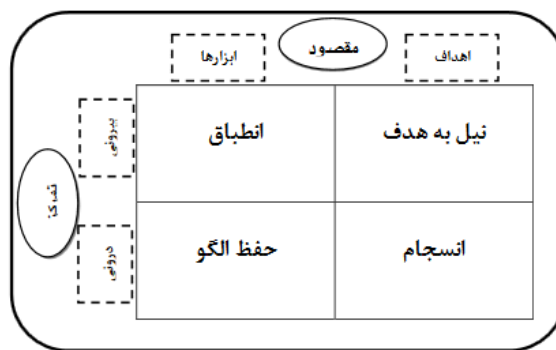 مقصود
اهداف
ابزارها
بیرونی
نیل به هدف
انطباق
تمرکز
درونی
انسجام
حفظ الگو